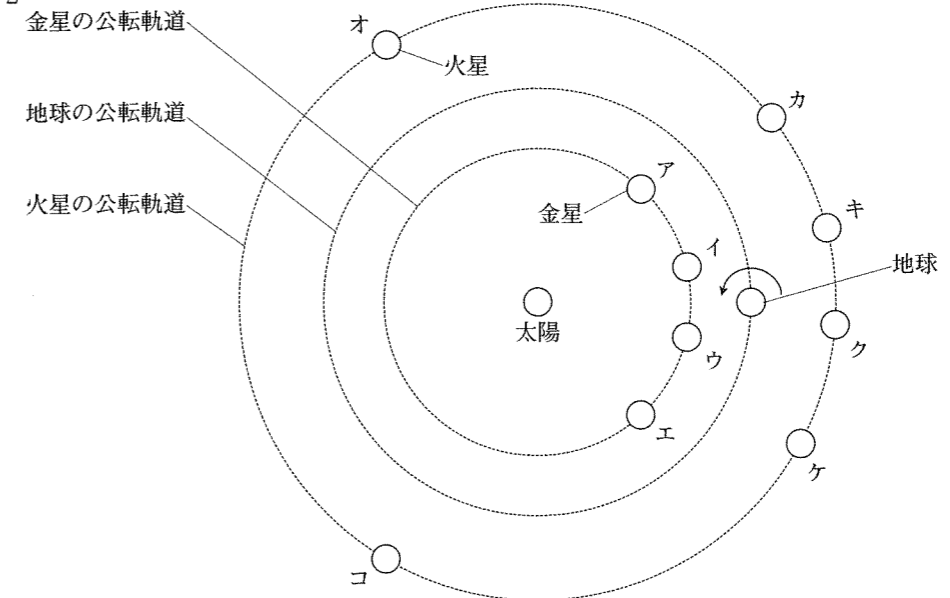 金星の公転軌道
地球の公転軌道
火星の公転軌道
オ
火星
カ
キ
ク
ケ
コ
ア
金星
イ
ウ
エ
地球
太陽